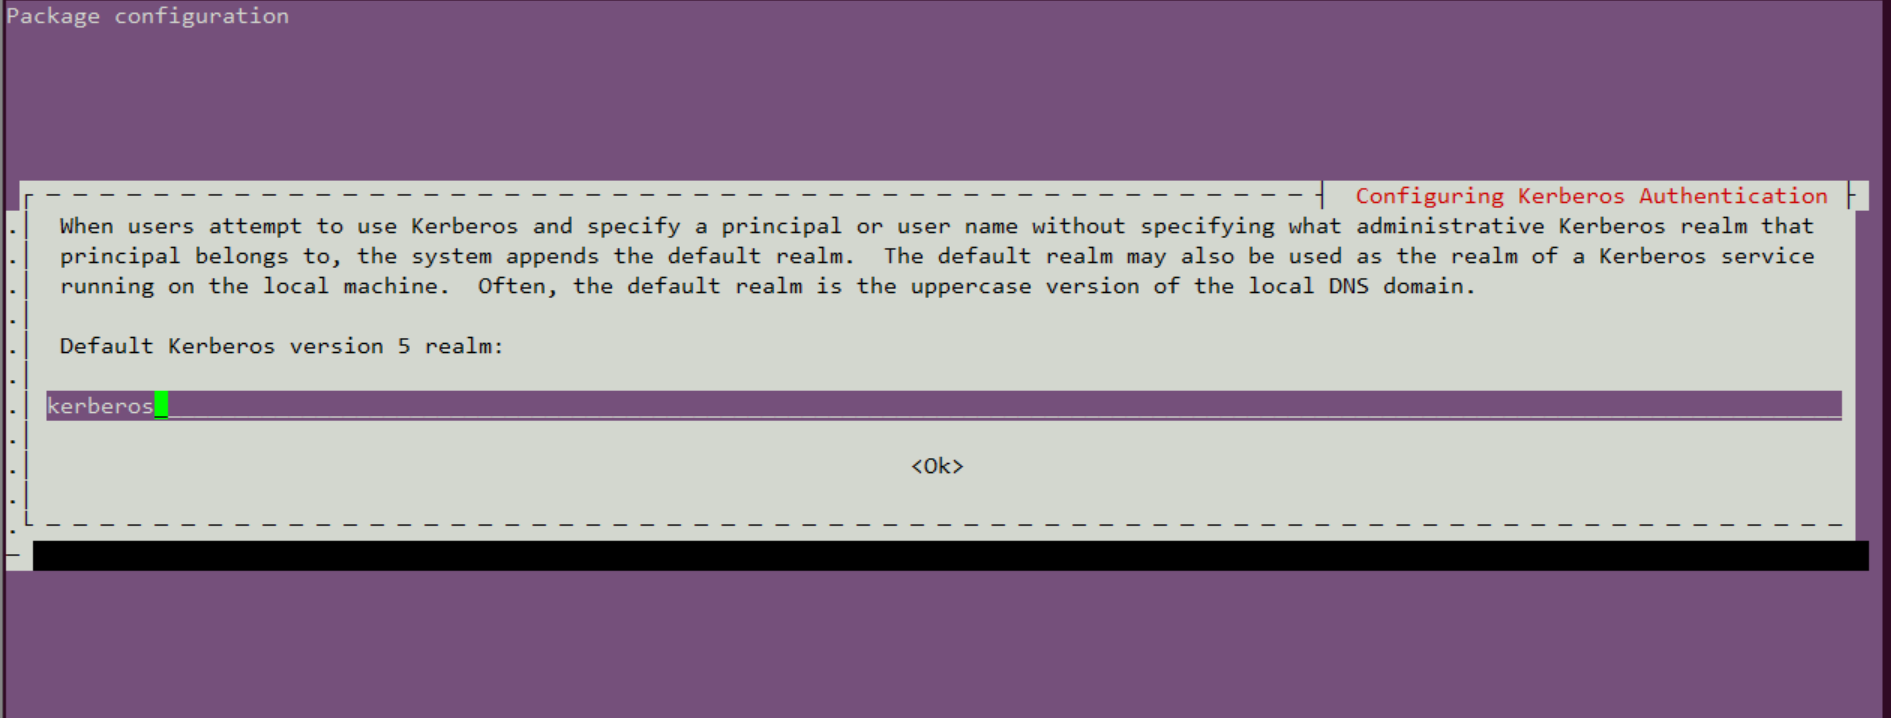 Package configuration
Configuring Kerberos Authentication
When users attempt to use Kerberos and specify a principal or user name without specifying what administrative Kerberos realm that
principal belongs to, the system appends the default realm.  The default realm may also be used as the realm of a Kerberos service
running on the local machine.  Often, the default realm is the uppercase version of the local DNS domain.
Default Kerberos version 5 realm:
kerberos
<Ok>